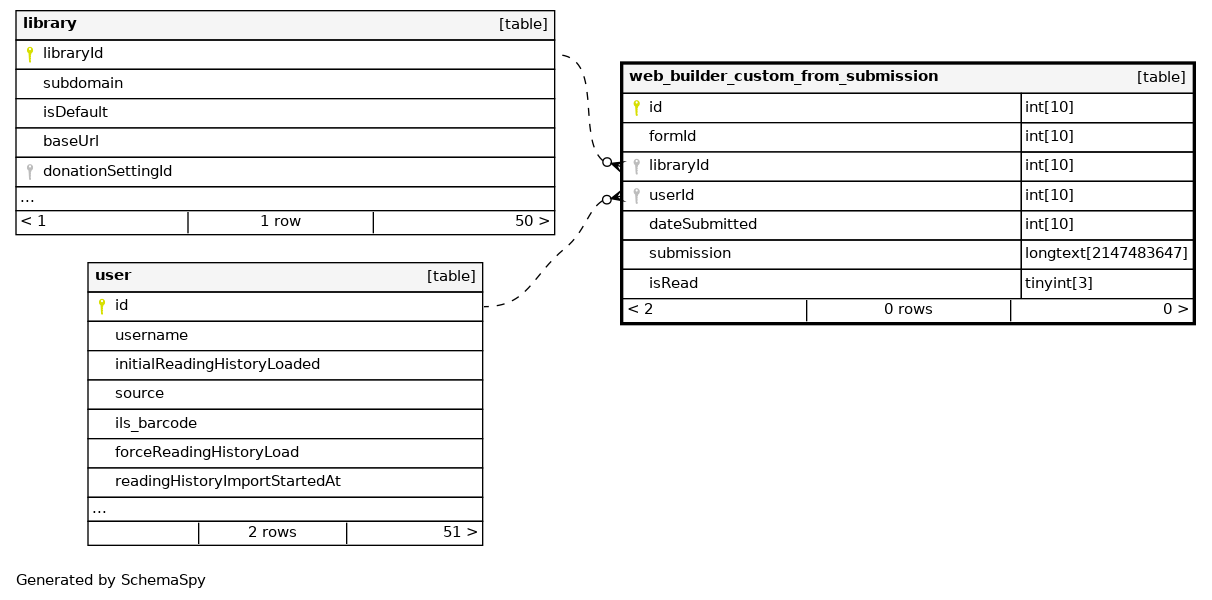 library [table]
libraryId
subdomain
isDefault
baseUrl
donationSettingId
...
< 1 1 row 50 >
web_builder_custom_from_submission [table]
id int[10]
formId int[10]
libraryId int[10]
userId int[10]
dateSubmitted int[10]
submission longtext[2147483647]
isRead tinyint[3]
< 2 0 rows 0 >
user [table]
id
username
initialReadingHistoryLoaded
source
ils_barcode
forceReadingHistoryLoad
readingHistoryImportStartedAt
...
2 rows 51 >
Generated by SchemaSpy